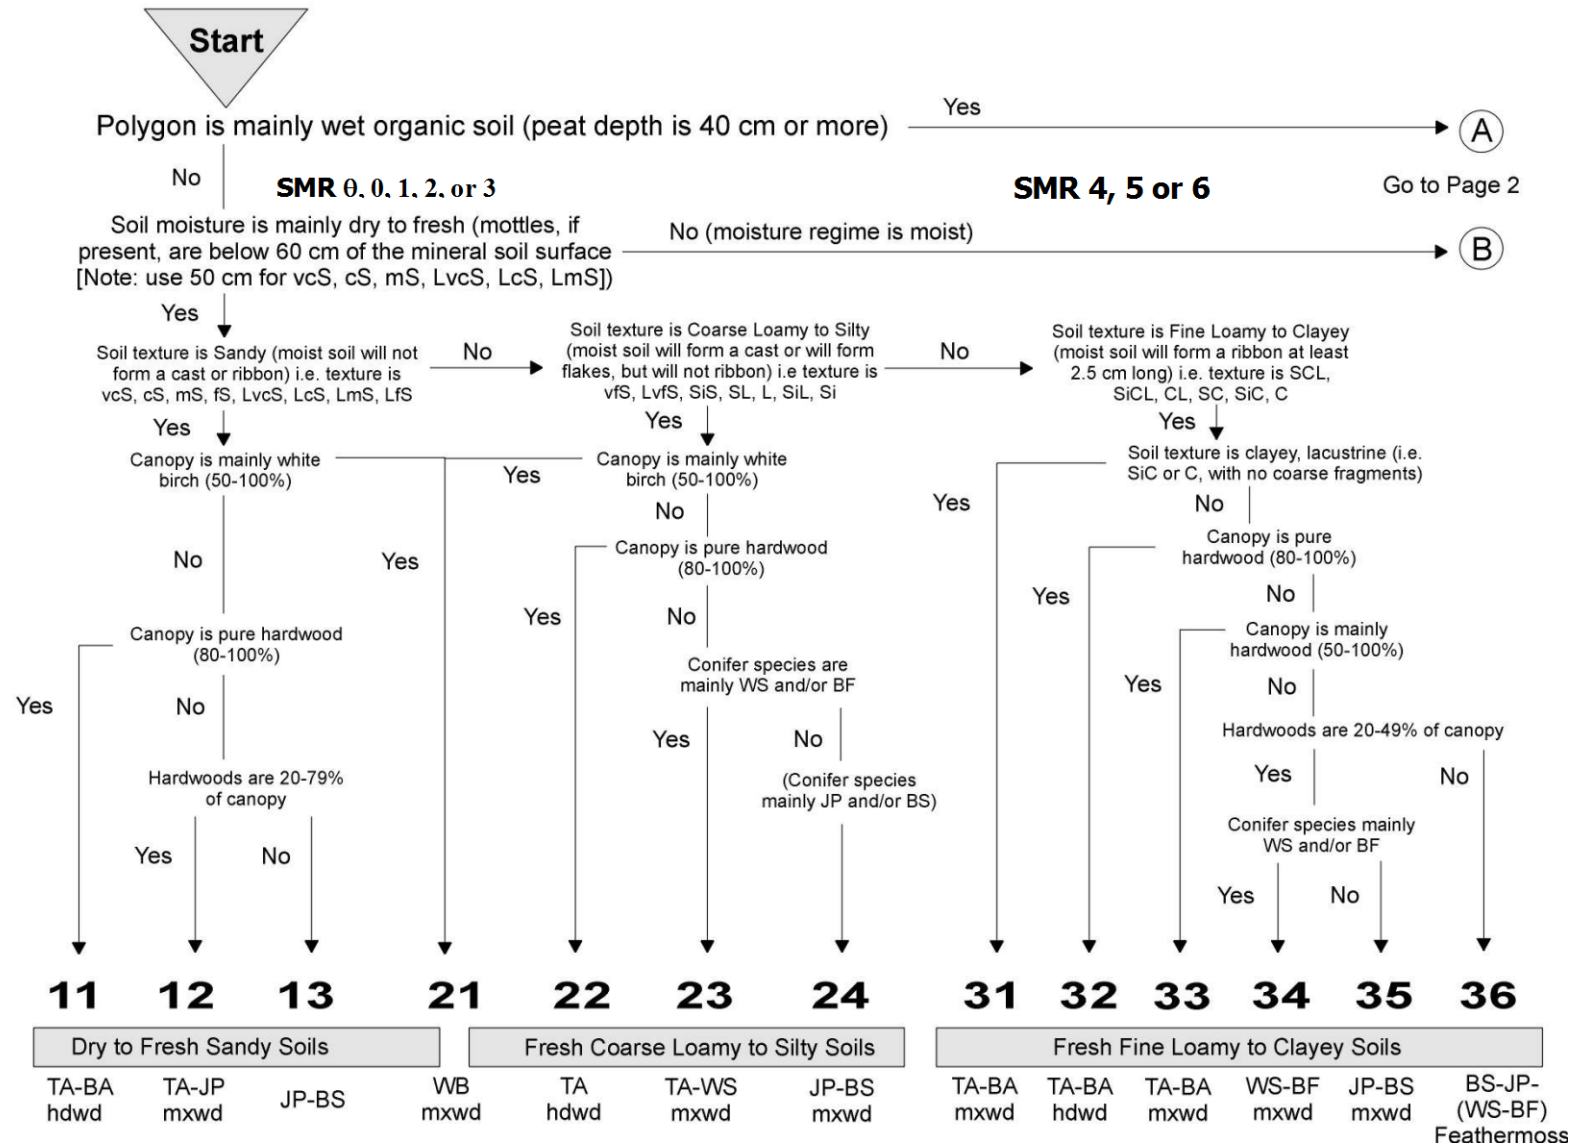 Start
Polygon is mainly wet organic soil (peat depth is 40 cm or more)
Yes
A
No
SMR θ, 0, 1, 2, or 3
SMR 4, 5 or 6
Go to Page 2
Soil moisture is mainly dry to fresh (mottles, if
present, are below 60 cm of the mineral soil surface
[Note: use 50 cm for vcS, cS, mS, LvcS, LcS, LmS])
No (moisture regime is moist)
B
Yes
Soil texture is Sandy (moist soil will not
form a cast or ribbon) i.e. texture is
vcS, cS, mS, fS, LvcS, LcS, LmS, LfS
No
Soil texture is Coarse Loamy to Silty
(moist soil will form a cast or will form
flakes, but will not ribbon) i.e texture is
vfS, LvfS, SiS, SL, L, SiL, Si
No
Soil texture is Fine Loamy to Clayey
(moist soil will form a ribbon at least
2.5 cm long) i.e. texture is SCL,
SiCL, CL, SC, SiC, C
Yes
Yes
Yes
Canopy is mainly white
birch (50-100%)
Yes
Canopy is mainly white
birch (50-100%)
Soil texture is clayey, lacustrine (i.e.
SiC or C, with no coarse fragments)
No
Yes
No
Yes
No
Canopy is pure hardwood
(80-100%)
Canopy is pure
hardwood (80-100%)
Yes
No
Yes
No
Canopy is pure hardwood
(80-100%)
Canopy is mainly
hardwood (50-100%)
Yes
No
Conifer species are
mainly WS and/or BF
Yes
No
Yes
No
Hardwoods are 20-49% of canopy
Hardwoods are 20-79%
of canopy
(Conifer species
mainly JP and/or BS)
Yes
No
Conifer species mainly
WS and/or BF
Yes
No
Yes
No
11
12
13
21
22
23
24
31
32
33
34
35
36
Dry to Fresh Sandy Soils
Fresh Coarse Loamy to Silty Soils
Fresh Fine Loamy to Clayey Soils
TA-BA
hdwd
TA-JP
mxwd
JP-BS
WB
mxwd
TA
hdwd
TA-WS
mxwd
JP-BS
mxwd
TA-BA
mxwd
TA-BA
hdwd
TA-BA
mxwd
WS-BF
mxwd
JP-BS
mxwd
BS-JP-
(WS-BF)
Feathermoss